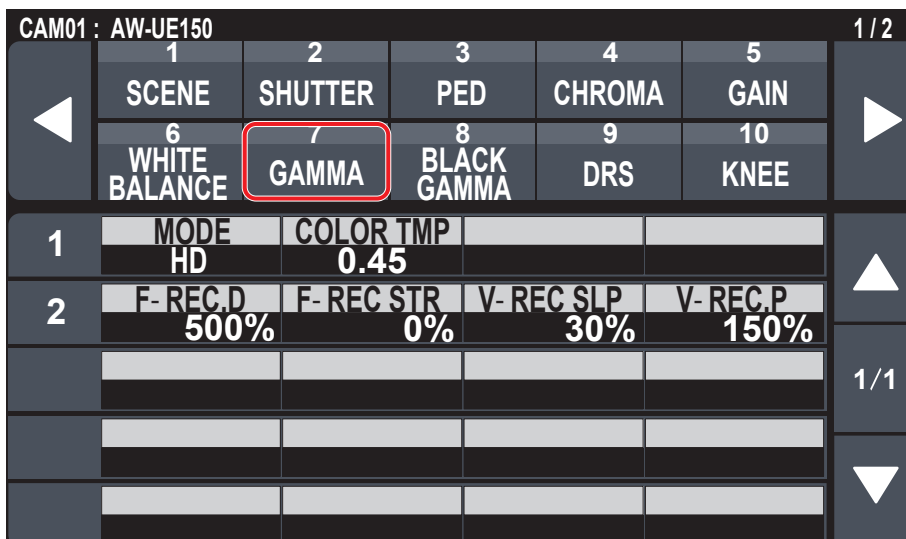 CAM01 : AW-UE150 1 / 2
1 2 3 4 5
SCENE SHUTTER PED CHROMA GAIN
6 7 8 9 10
WHITE BALANCE GAMMA BLACK GAMMA DRS KNEE
1 MODE COLOR TMP
HD 0.45
2 F- REC,D F- REC STR V- REC SLP V- REC,P
500% 0% 30% 150%
1/1